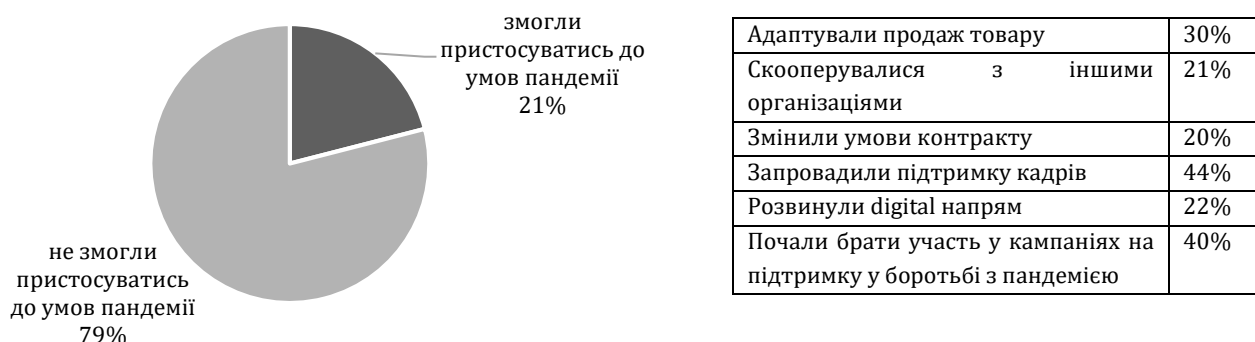 змогли
пристосуватись до
умов пандемії
21%
не змогли
пристосуватись
до умов пандемії
79%
Адаптували продаж товару 30%
Скооперувалися з іншими 21%
організаціями
Змінили умови контракту 20%
Запровадили підтримку кадрів 44%
Розвинули digital напрям 22%
Почали брати участь у кампаніях на 40%
підтримку у боротьбі з пандемією